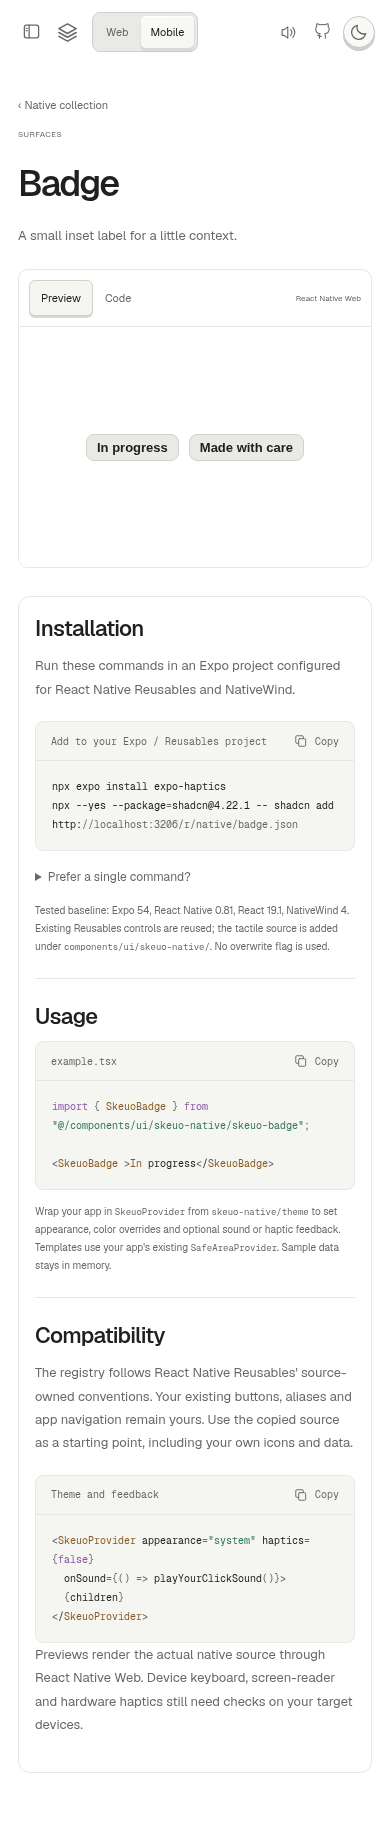 Web Mobile
‹ Native collection
SURFACES
Badge
A small inset label for a little context.
Preview Code React Native Web
In progress Made with care
Installation
Run these commands in an Expo project configured
for React Native Reusables and NativeWind.
Add to your Expo / Reusables project Copy
npx expo install expo-haptics
npx --yes --package=shadcn@4.22.1 -- shadcn add
http://localhost:3206/r/native/badge.json
▶ Prefer a single command?
Tested baseline: Expo 54, React Native 0.81, React 19.1, NativeWind 4.
Existing Reusables controls are reused; the tactile source is added
under components/ui/skeuo-native/. No overwrite flag is used.
Usage
example.tsx Copy
import { SkeuoBadge } from
"@/components/ui/skeuo-native/skeuo-badge";
<SkeuoBadge >In progress</SkeuoBadge>
Wrap your app in SkeuoProvider from skeuo-native/theme to set
appearance, color overrides and optional sound or haptic feedback.
Templates use your app's existing SafeAreaProvider. Sample data
stays in memory.
Compatibility
The registry follows React Native Reusables' source-
owned conventions. Your existing buttons, aliases and
app navigation remain yours. Use the copied source
as a starting point, including your own icons and data.
Theme and feedback Copy
<SkeuoProvider appearance="system" haptics=
{false}
onSound={() => playYourClickSound()}>
{children}
</SkeuoProvider>
Previews render the actual native source through
React Native Web. Device keyboard, screen-reader
and hardware haptics still need checks on your target
devices.